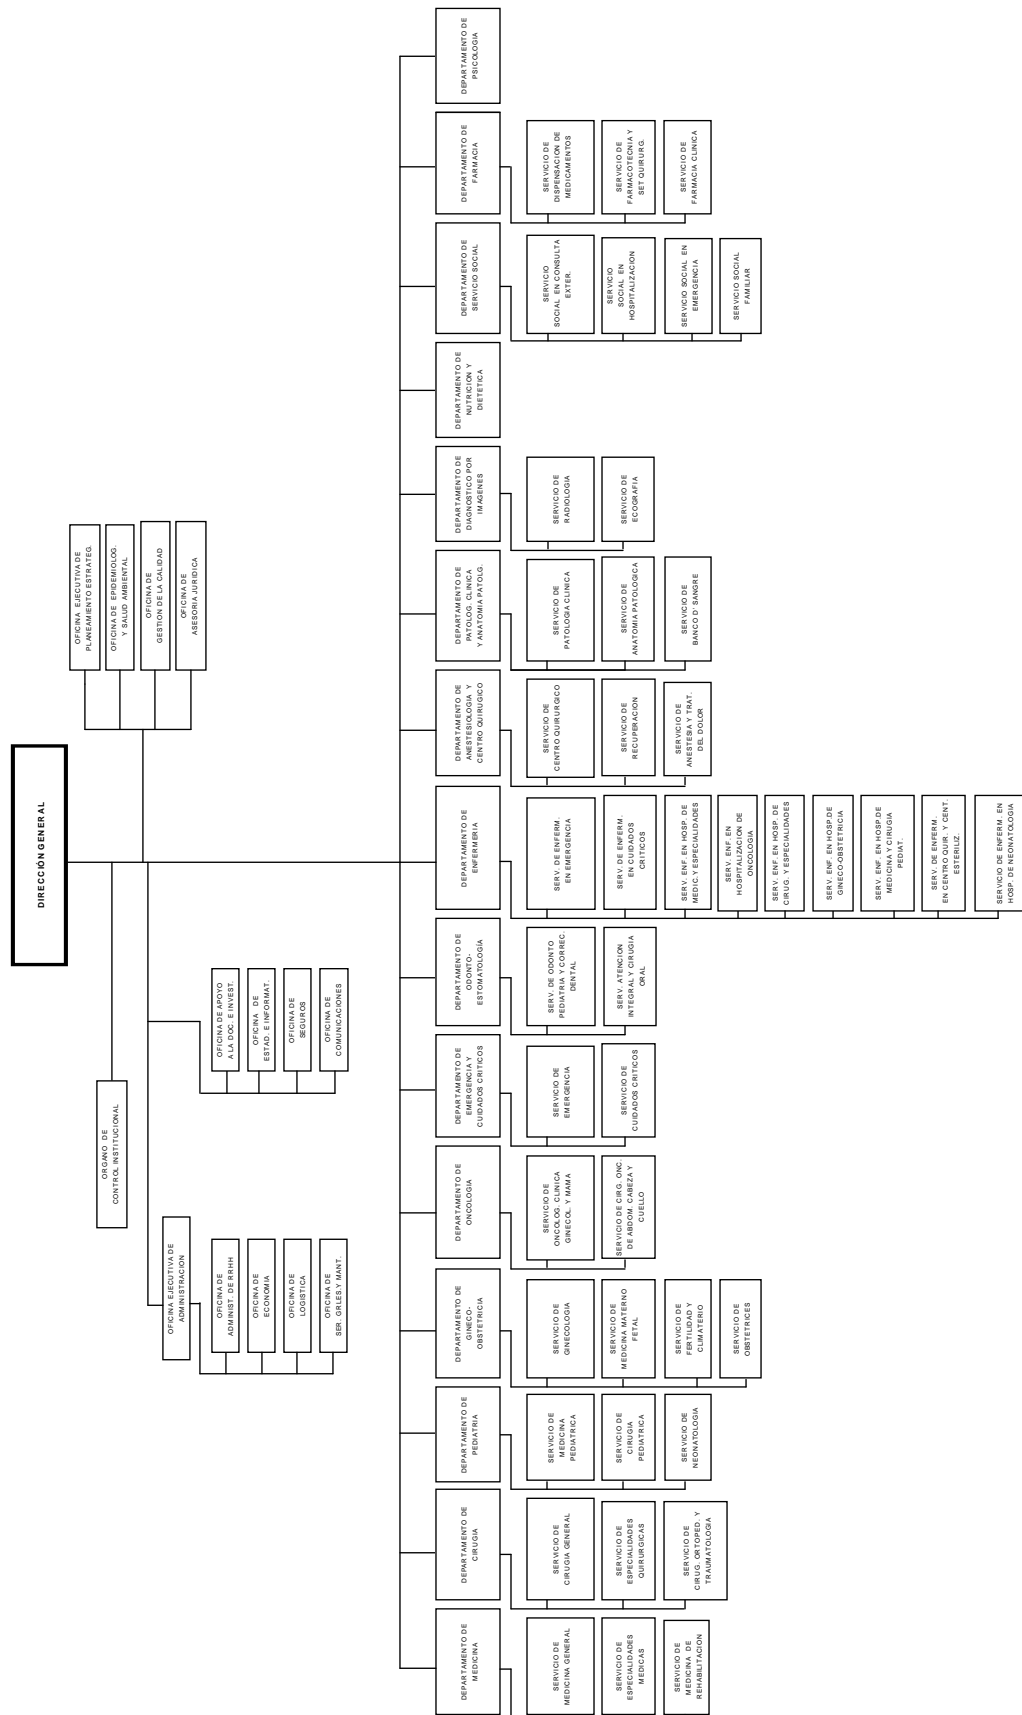 DIRECCIÓN GENERAL
ORGANO DE
CONTROL INSTITUCIONAL
OFICINA EJECUTIVA DE
PLANEAMIENTO ESTRATEG.
OFICINA DE EPIDEMIOLOG.
Y SALUD AMBIENTAL
OFICINA DE
GESTION DE LA CALIDAD
OFICINA DE
ASESORIA JURIDICA
OFICINA EJECUTIVA DE
ADMINISTRACION
OFICINA DE
ADMINIST. DE RRHH
OFICINA DE
ECONOMIA
OFICINA DE
LOGISTICA
OFICINA DE
SER. GRLES.Y MANT.
OFICINA DE APOYO
A LA DOC. E INVEST.
OFICINA DE
ESTAD. E INFORMAT.
OFICINA DE
SEGUROS
OFICINA DE
COMUNICACIONES
DEPARTAMENTO DE
MEDICINA
SERVICIO DE
MEDICINA GENERAL
SERVICIO DE
ESPECIALIDADES
MEDICAS
SERVICIO DE
MEDICINA DE
REHABILITACION
DEPARTAMENTO DE
CIRUGIA
SERVICIO DE
CIRUGIA GENERAL
SERVICIO DE
ESPECIALIDADES
QUIRURGICAS
SERVICIO DE
CIRUG. ORTOPED. Y
TRAUMATOLOGIA
DEPARTAMENTO DE
PEDIATRIA
SERVICIO DE
MEDICINA
PEDIATRICA
SERVICIO DE
CIRUGIA
PEDIATRICA
SERVICIO DE
NEONATOLOGIA
DEPARTAMENTO DE
GINECO-
OBSTETRICIA
SERVICIO DE
GINECOLOGIA
SERVICIO DE
MEDICINA MATERNO
FETAL
SERVICIO DE
FERTILIDAD Y
CLIMATERIO
SERVICIO DE
OBSTETRICES
DEPARTAMENTO DE
ONCOLOGIA
SERVICIO DE
ONCOLOG. CLINICA
GINECOL. Y MAMA
SERVICIO DE CIRG. ONC.
DE ABDOM. CABEZA Y
CUELLO
DEPARTAMENTO DE
EMERGENCIA Y
CUIDADOS CRITICOS
SERVICIO DE
EMERGENCIA
SERVICIO DE
CUIDADOS CRITICOS
DEPARTAMENTO DE
ODONTO-
ESTOMATOLOGÍA
SERV. DE ODONTO
PEDIATRIA Y CORREC.
DENTAL
SERV. ATENCION
INTEGRAL Y CIRUGIA
ORAL
DEPARTAMENTO DE
ENFERMERIA
SERV. DE ENFERM.
EN EMERGENCIA
SERV. DE ENFERM.
EN CUIDADOS
CRITICOS
SERV. ENF. EN HOSP. DE
MEDIC.Y ESPECIALIDADES
SERV. ENF. EN
HOSPITALIZACION DE
ONCOLOGIA
SERV. ENF. EN HOSP. DE
CIRUG. Y ESPECIALIDADES
SERV. ENF. EN HOSP.DE
GINECO-OBSTETRICIA
SERV. ENF. EN HOSP.DE
MEDICINA Y CIRUGIA
PEDIAT.
SERV. DE ENFERM.
EN CENTRO QUIR. Y CENT.
ESTERILIZ.
SERVICIO DE ENFERM. EN
HOSP. DE NEONATOLOGIA
DEPARTAMENTO DE
ANESTESIOLOGIA Y
CENTRO QUIRUGICO
SERVICIO DE
CENTRO QUIRURGICO
SERVICIO DE
RECUPERACION
SERVICIO DE
ANESTESIA Y TRAT.
DEL DOLOR
DEPARTAMENTO DE
PATOLOG. CLINICA
Y ANATOMIA PATOLG.
SERVICIO DE
PATOLOGIA CLINICA
SERVICIO DE
ANATOMIA PATOLOGICA
SERVICIO DE
BANCO D' SANGRE
DEPARTAMENTO DE
DIAGNOSTICO POR
IMAGENES
SERVICIO DE
RADIOLOGIA
SERVICIO DE
ECOGRAFIA
DEPARTAMENTO DE
NUTRICION Y
DIETETICA
DEPARTAMENTO DE
SERVICIO SOCIAL
SERVICIO
SOCIAL EN CONSULTA
EXTER.
SERVICIO
SOCIAL EN
HOSPITALIZACION
SERVICIO SOCIAL EN
EMERGENCIA
SERVICIO SOCIAL
FAMILIAR
DEPARTAMENTO DE
FARMACIA
SERVICIO DE
DISPENSACION DE
MEDICAMENTOS
SERVICIO DE
FARMACOTECNIA Y
SET QUIRURG.
SERVICIO DE
FARMACIA CLINICA
DEPARTAMENTO DE
PSICOLOGIA